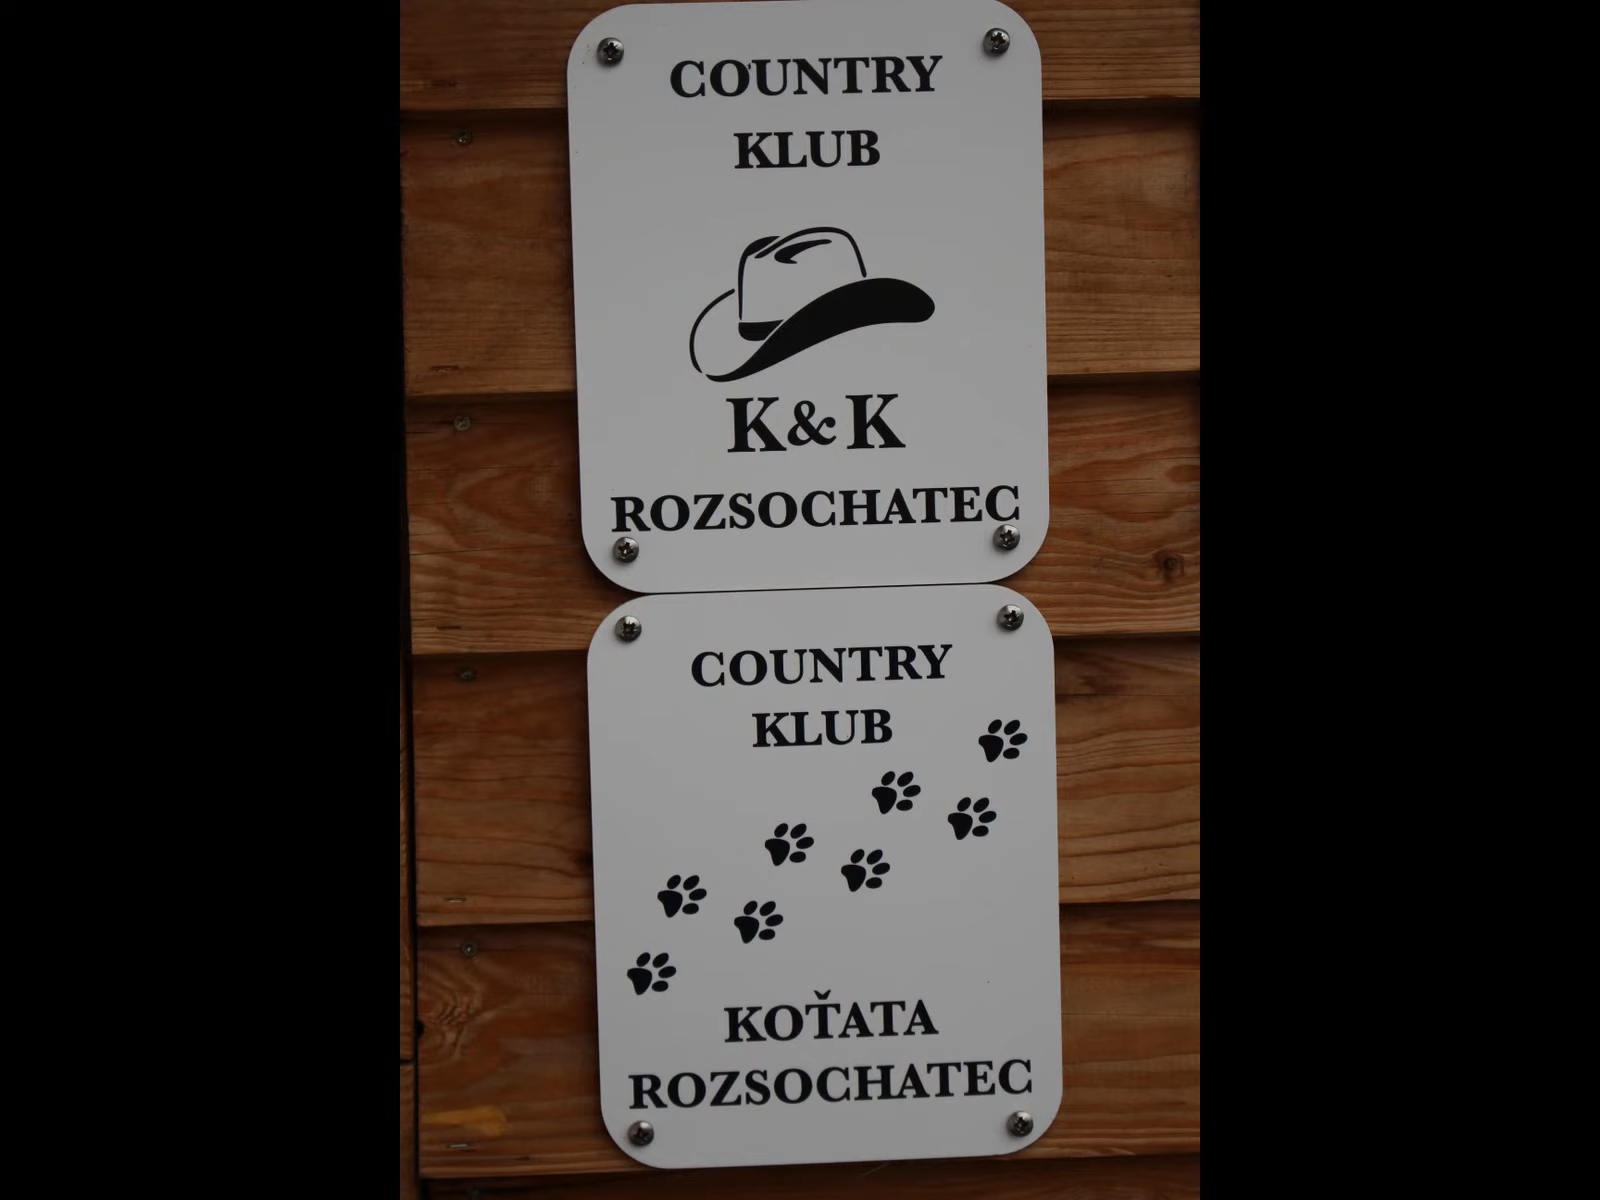 COUNTRY
KLUB
K&K
ROZSOCHATEC
COUNTRY
KLUB
KOŤATA
ROZSOCHATEC